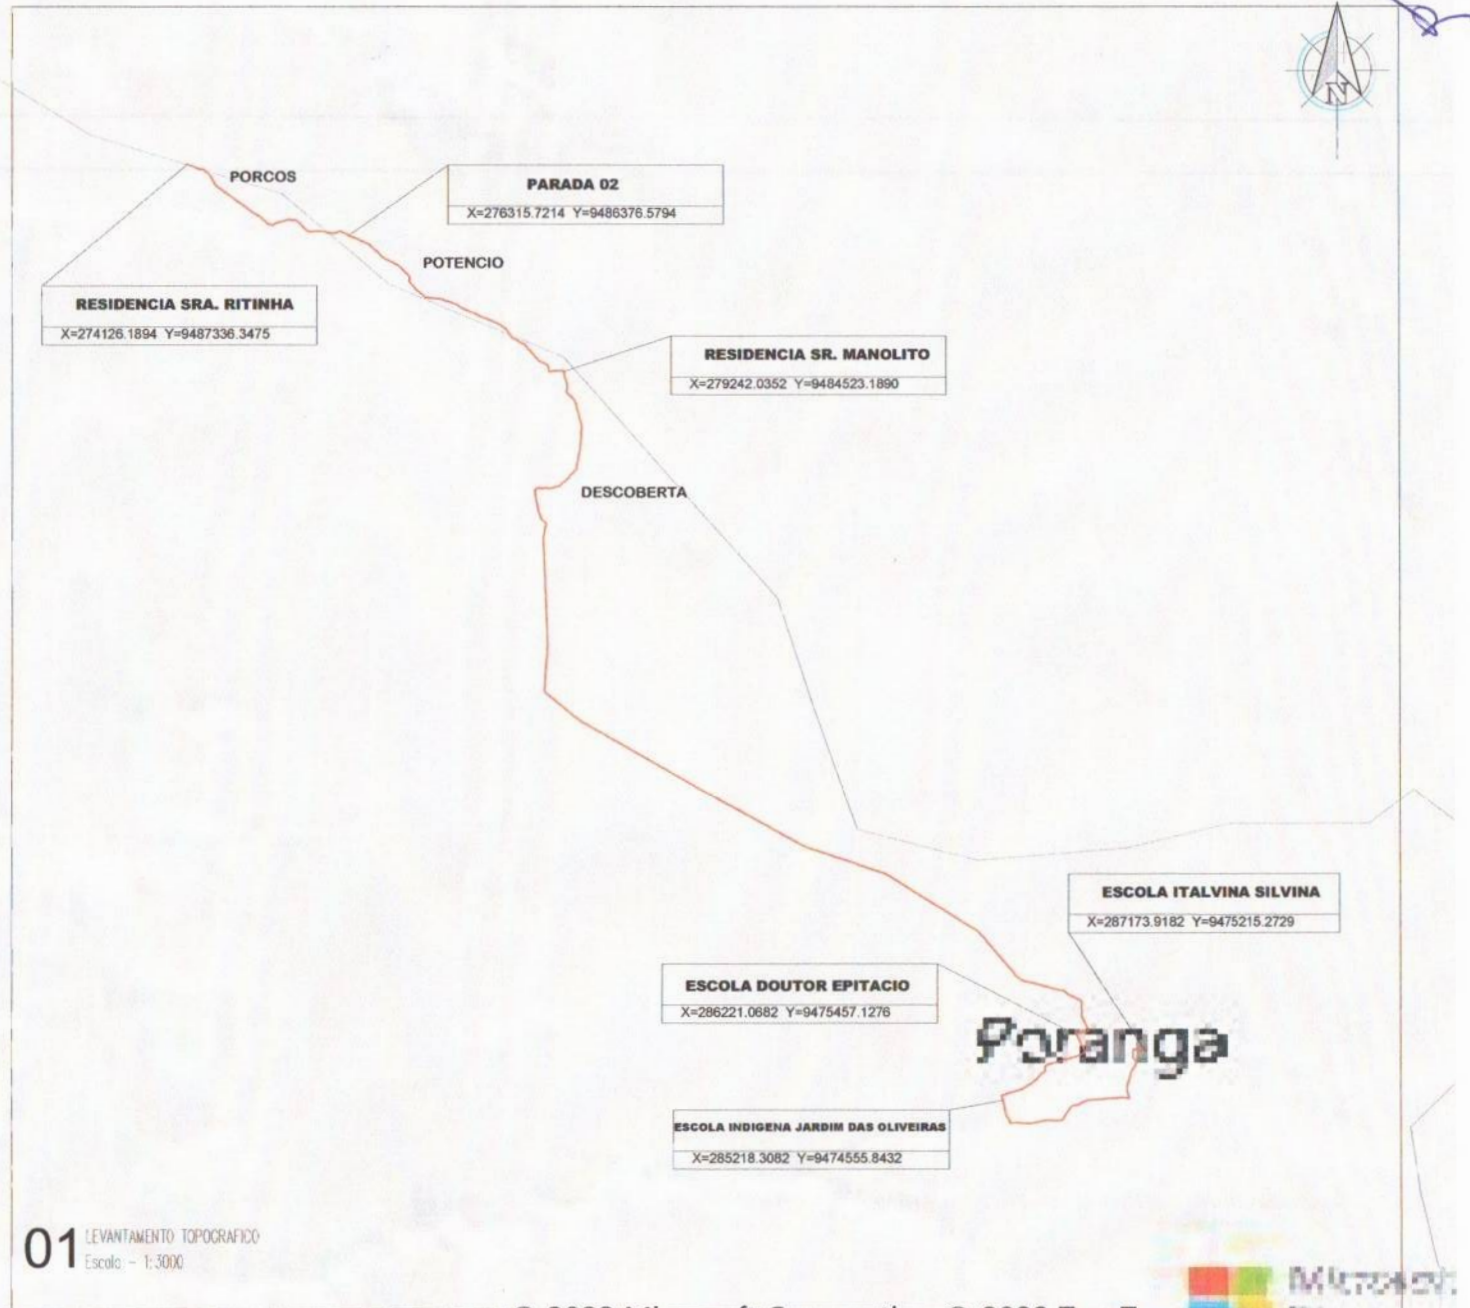 N
PORCOS
PARADA 02
X=276315.7214 Y=9486376.5794
POTENCIO
RESIDENCIA SRA. RITINHA
X=274126.1894 Y=9487336.3475
RESIDENCIA SR. MANOLITO
X=279242.0352 Y=9484523.1890
DESCOBERTA
ESCOLA ITALVINA SILVINA
X=287173.9182 Y=9475215.2729
ESCOLA DOUTOR EPITACIO
X=286221.0682 Y=9475457.1276
Poranga
ESCOLA INDIGENA JARDIM DAS OLIVEIRAS
X=285218.3082 Y=9474555.8432
01 LEVANTAMENTO TOPOGRAFICO
Escala - 1:3000
Microsoft